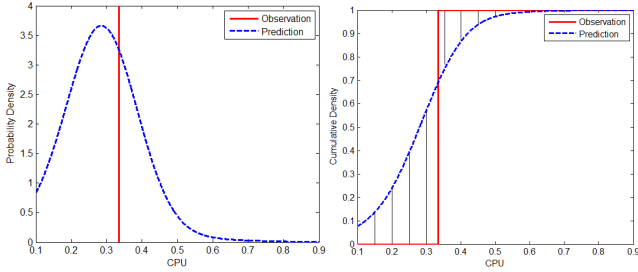 4
3.5
3
2.5
2
1.5
1
0.5
0
Probability Density
Observation
Prediction
0.1 0.2 0.3 0.4 0.5 0.6 0.7 0.8 0.9
CPU
1
0.9
0.8
0.7
0.6
0.5
0.4
0.3
0.2
0.1
0
Cumulative Density
Observation
Prediction
0.1 0.2 0.3 0.4 0.5 0.6 0.7 0.8 0.9
CPU